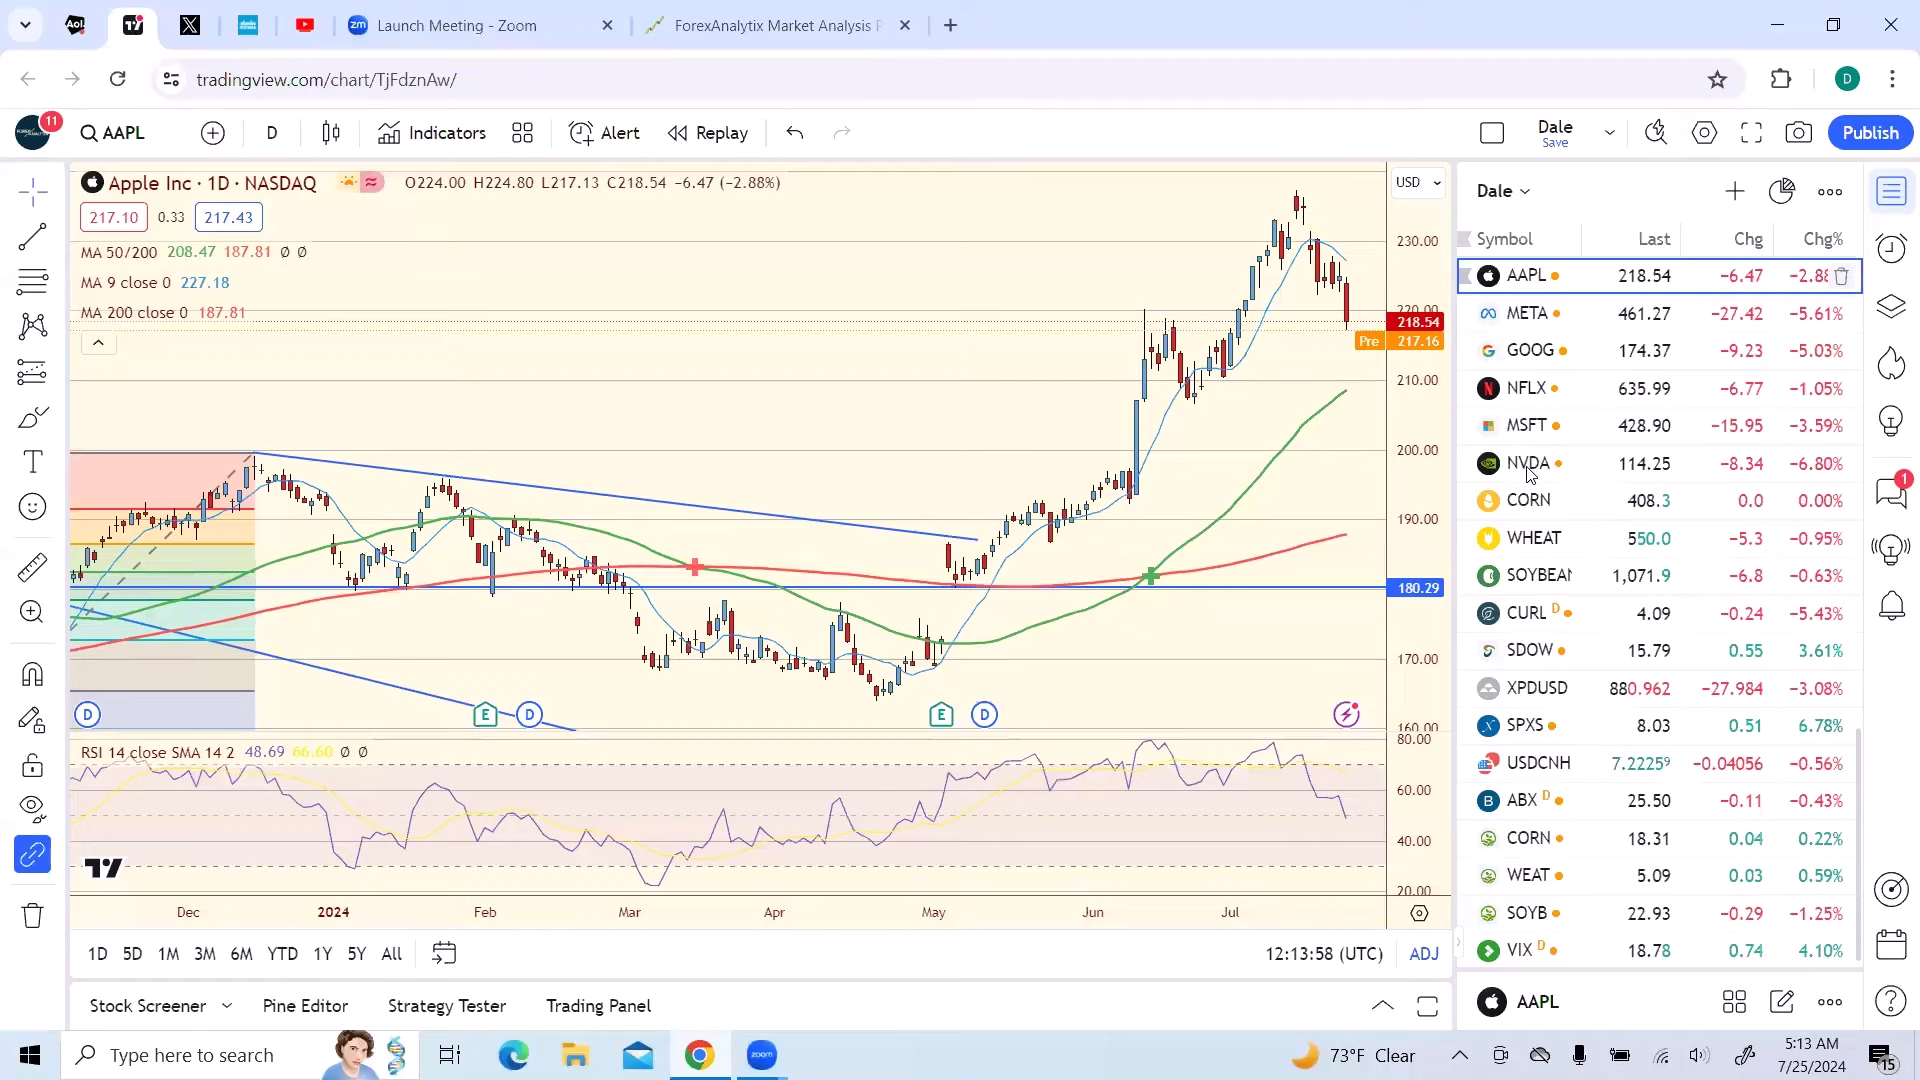 Aol
Launch Meeting - Zoom
ForexAnalytix Market Analysis P
tradingview.com/chart/TjFdznAw/
D
11
AAPL
D
Indicators
Alert
Replay
Dale
Save
Publish
Apple Inc · 1D · NASDAQ
O224.00 H224.80 L217.13 C218.54 −6.47 (−2.88%)
217.10 0.33 217.43
MA 50/200 208.47 187.81 Ø Ø
MA 9 close 0 227.18
MA 200 close 0 187.81
USD
230.00
220.00
218.54
Pre 217.16
210.00
200.00
190.00
180.29
170.00
160.00
D E D E D
RSI 14 close SMA 14 2 48.69 66.60 Ø Ø
80.00
60.00
40.00
20.00
Dec 2024 Feb Mar Apr May Jun Jul
1D 5D 1M 3M 6M YTD 1Y 5Y All
12:13:58 (UTC) ADJ
Stock Screener Pine Editor Strategy Tester Trading Panel
Dale
Symbol Last Chg Chg%
AAPL 218.54 −6.47 −2.88
META 461.27 −27.42 −5.61%
GOOG 174.37 −9.23 −5.03%
NFLX 635.99 −6.77 −1.05%
MSFT 428.90 −15.95 −3.59%
NVDA 114.25 −8.34 −6.80%
CORN 408.3 0.0 0.00%
WHEAT 550.0 −5.3 −0.95%
SOYBEAN 1,071.9 −6.8 −0.63%
CURL D 4.09 −0.24 −5.43%
SDOW 15.79 0.55 3.61%
XPDUSD 880.962 −27.984 −3.08%
SPXS 8.03 0.51 6.78%
USDCNH 7.2225⁹ −0.04056 −0.56%
ABX D 25.50 −0.11 −0.43%
CORN 18.31 0.04 0.22%
WEAT 5.09 0.03 0.59%
SOYB 22.93 −0.29 −1.25%
VIX D 18.78 0.74 4.10%
AAPL
1
Type here to search
zoom
73°F Clear
5:13 AM
7/25/2024
15